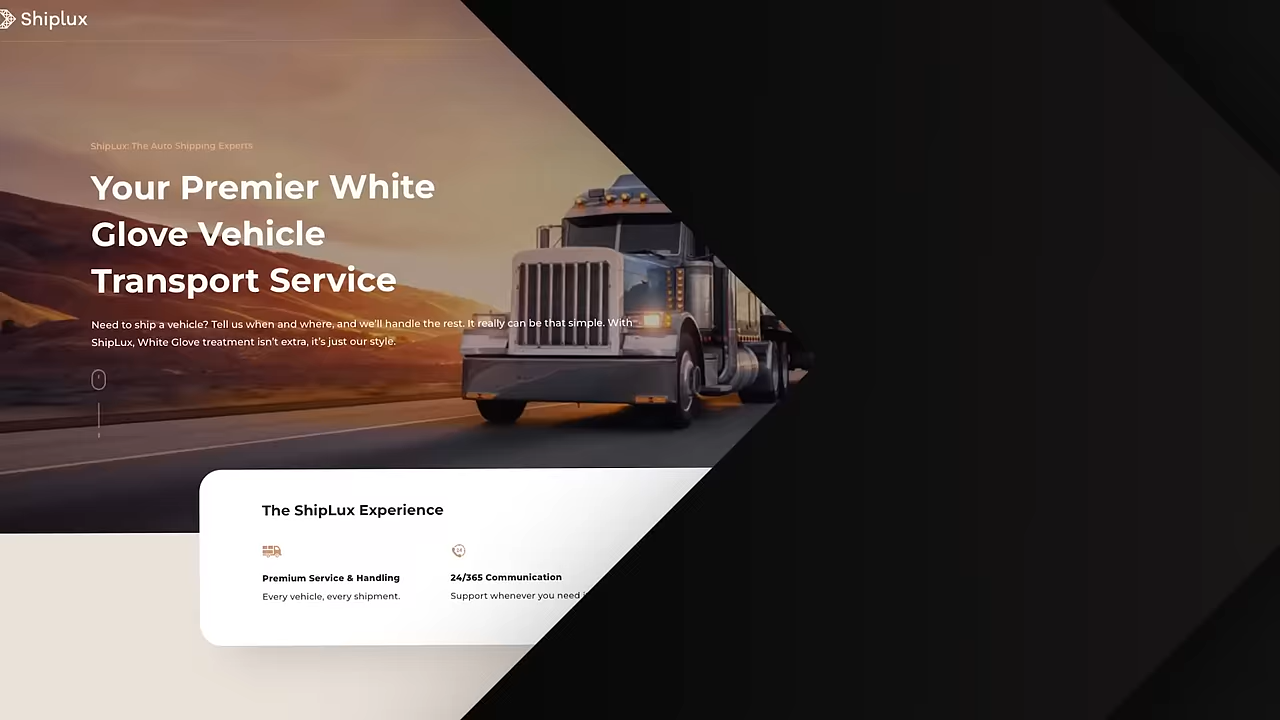 Shiplux
ShipLux: The Auto Shipping Experts
Your Premier White
Glove Vehicle
Transport Service
Need to ship a vehicle? Tell us when and where, and we'll handle the rest. It really can be that simple. With
ShipLux, White Glove treatment isn't extra, it's just our style.
The ShipLux Experience
24
Premium Service & Handling
24/365 Communication
Every vehicle, every shipment.
Support whenever you need